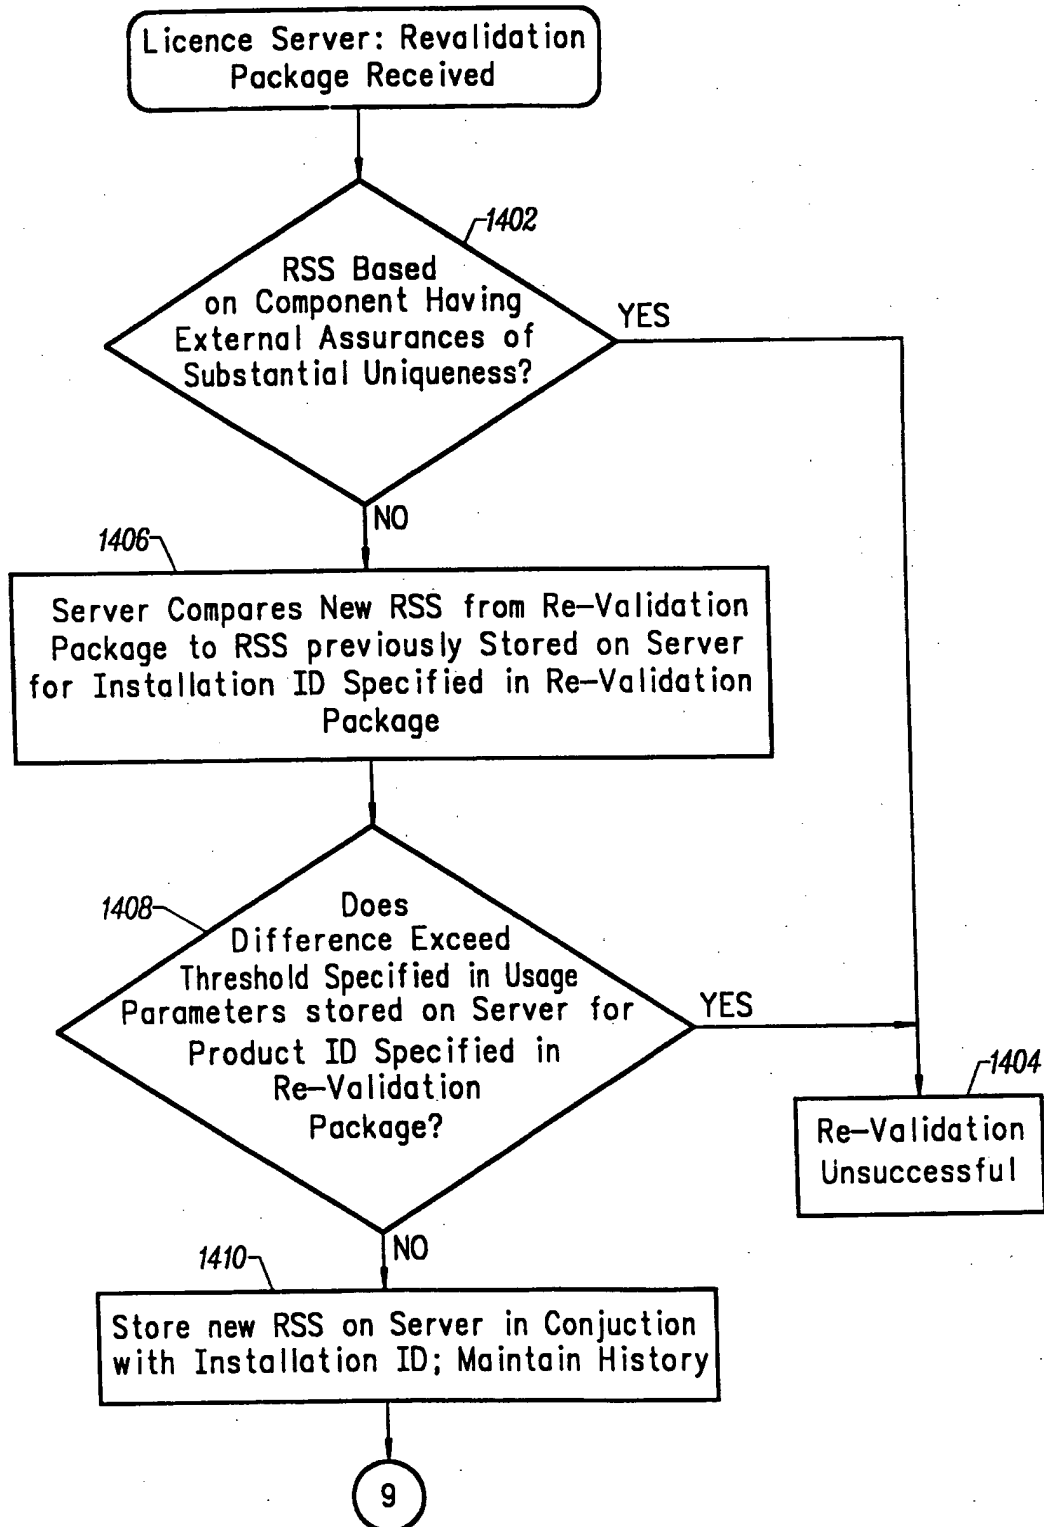 Licence Server: Revalidation
Package Received
1402
RSS Based
on Component Having
External Assurances of
Substantial Uniqueness?
YES
NO
1406
Server Compares New RSS from Re-Validation
Package to RSS previously Stored on Server
for Installation ID Specified in Re-Validation
Package
1408
Does
Difference Exceed
Threshold Specified in Usage
Parameters stored on Server for
Product ID Specified in
Re-Validation
Package?
YES
1404
Re-Validation
Unsuccessful
NO
1410
Store new RSS on Server in Conjuction
with Installation ID; Maintain History
9